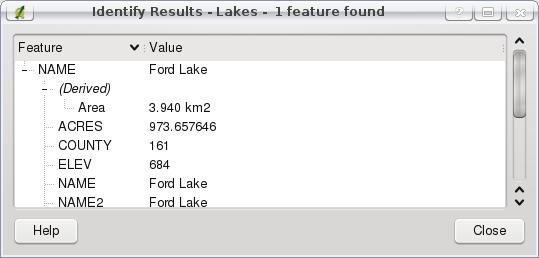 Identify Results - Lakes - 1 feature found
Feature Value
NAME Ford Lake
(Derived)
Area 3.940 km2
ACRES 973.657646
COUNTY 161
ELEV 684
NAME Ford Lake
NAME2 Ford Lake
Help Close